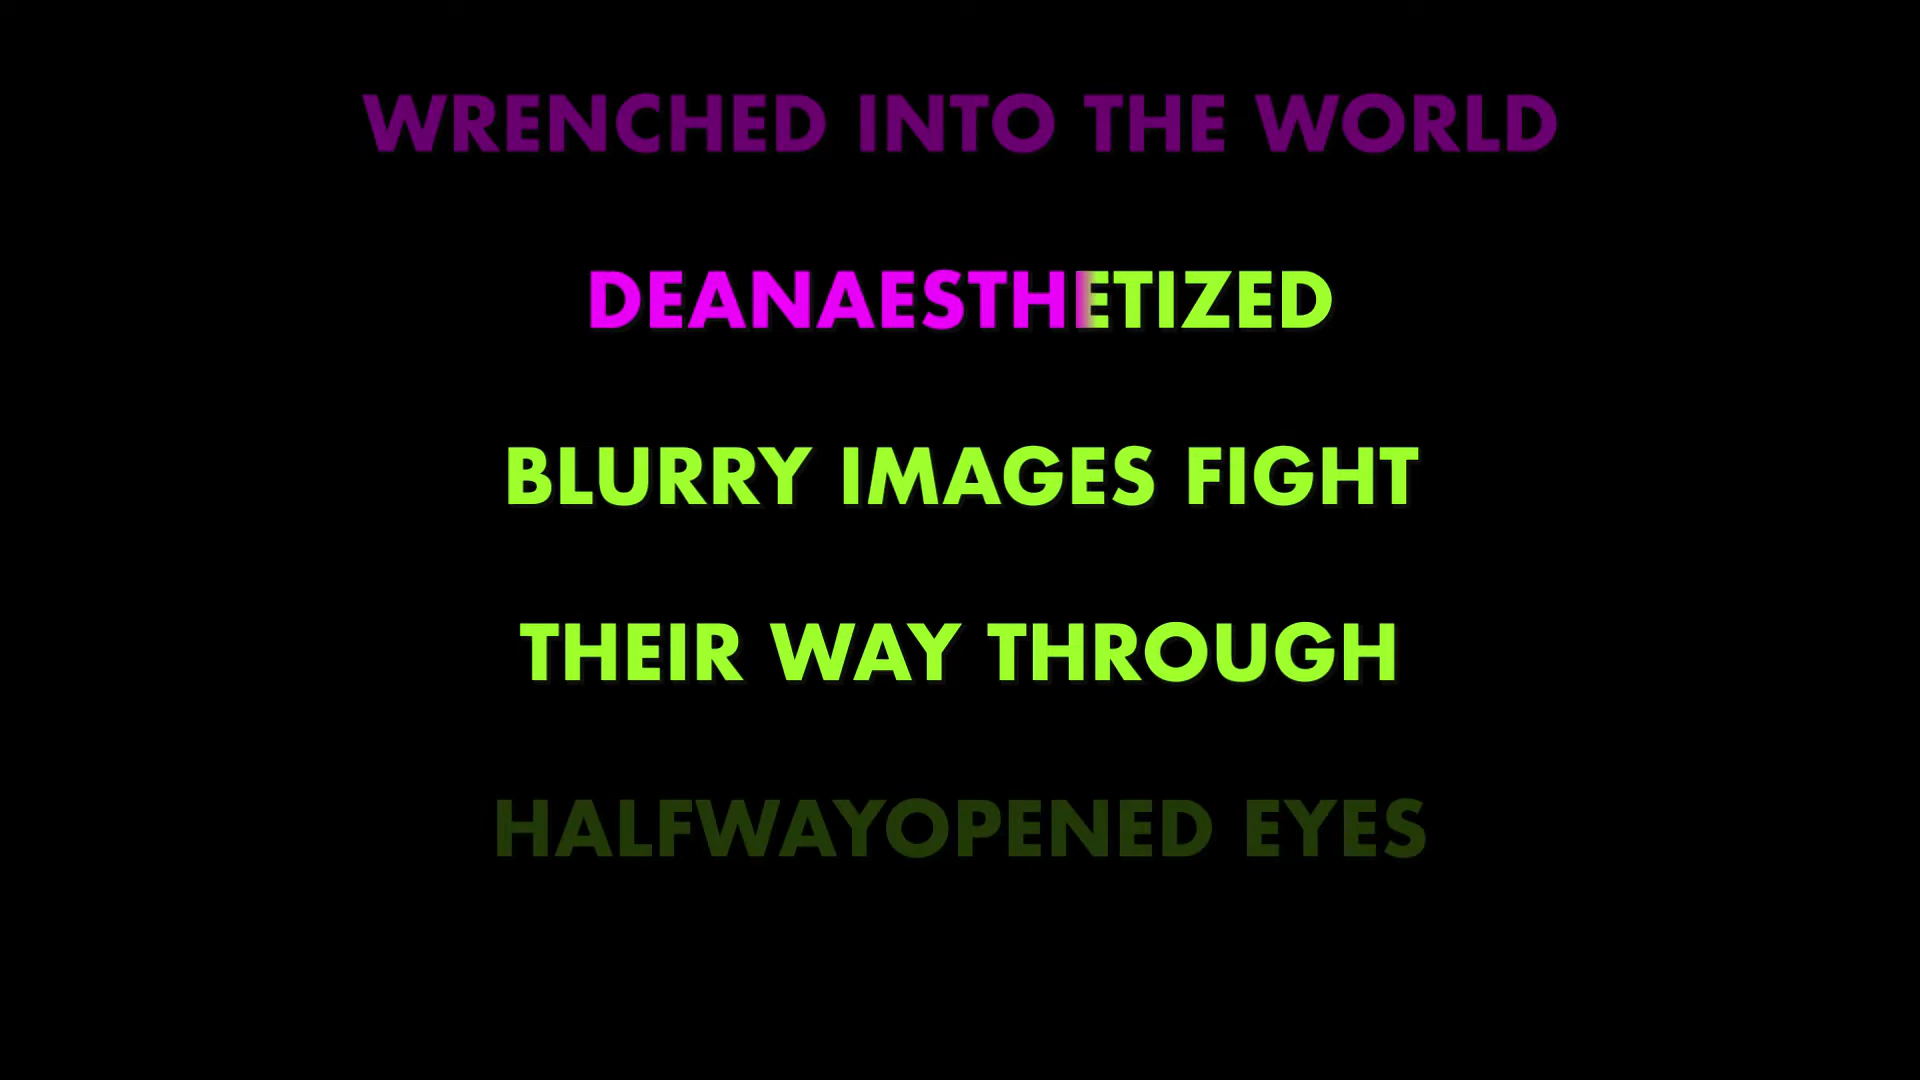 WRENCHED INTO THE WORLD
DEANAESTHETIZED
BLURRY IMAGES FIGHT
THEIR WAY THROUGH
HALFWAYOPENED EYES